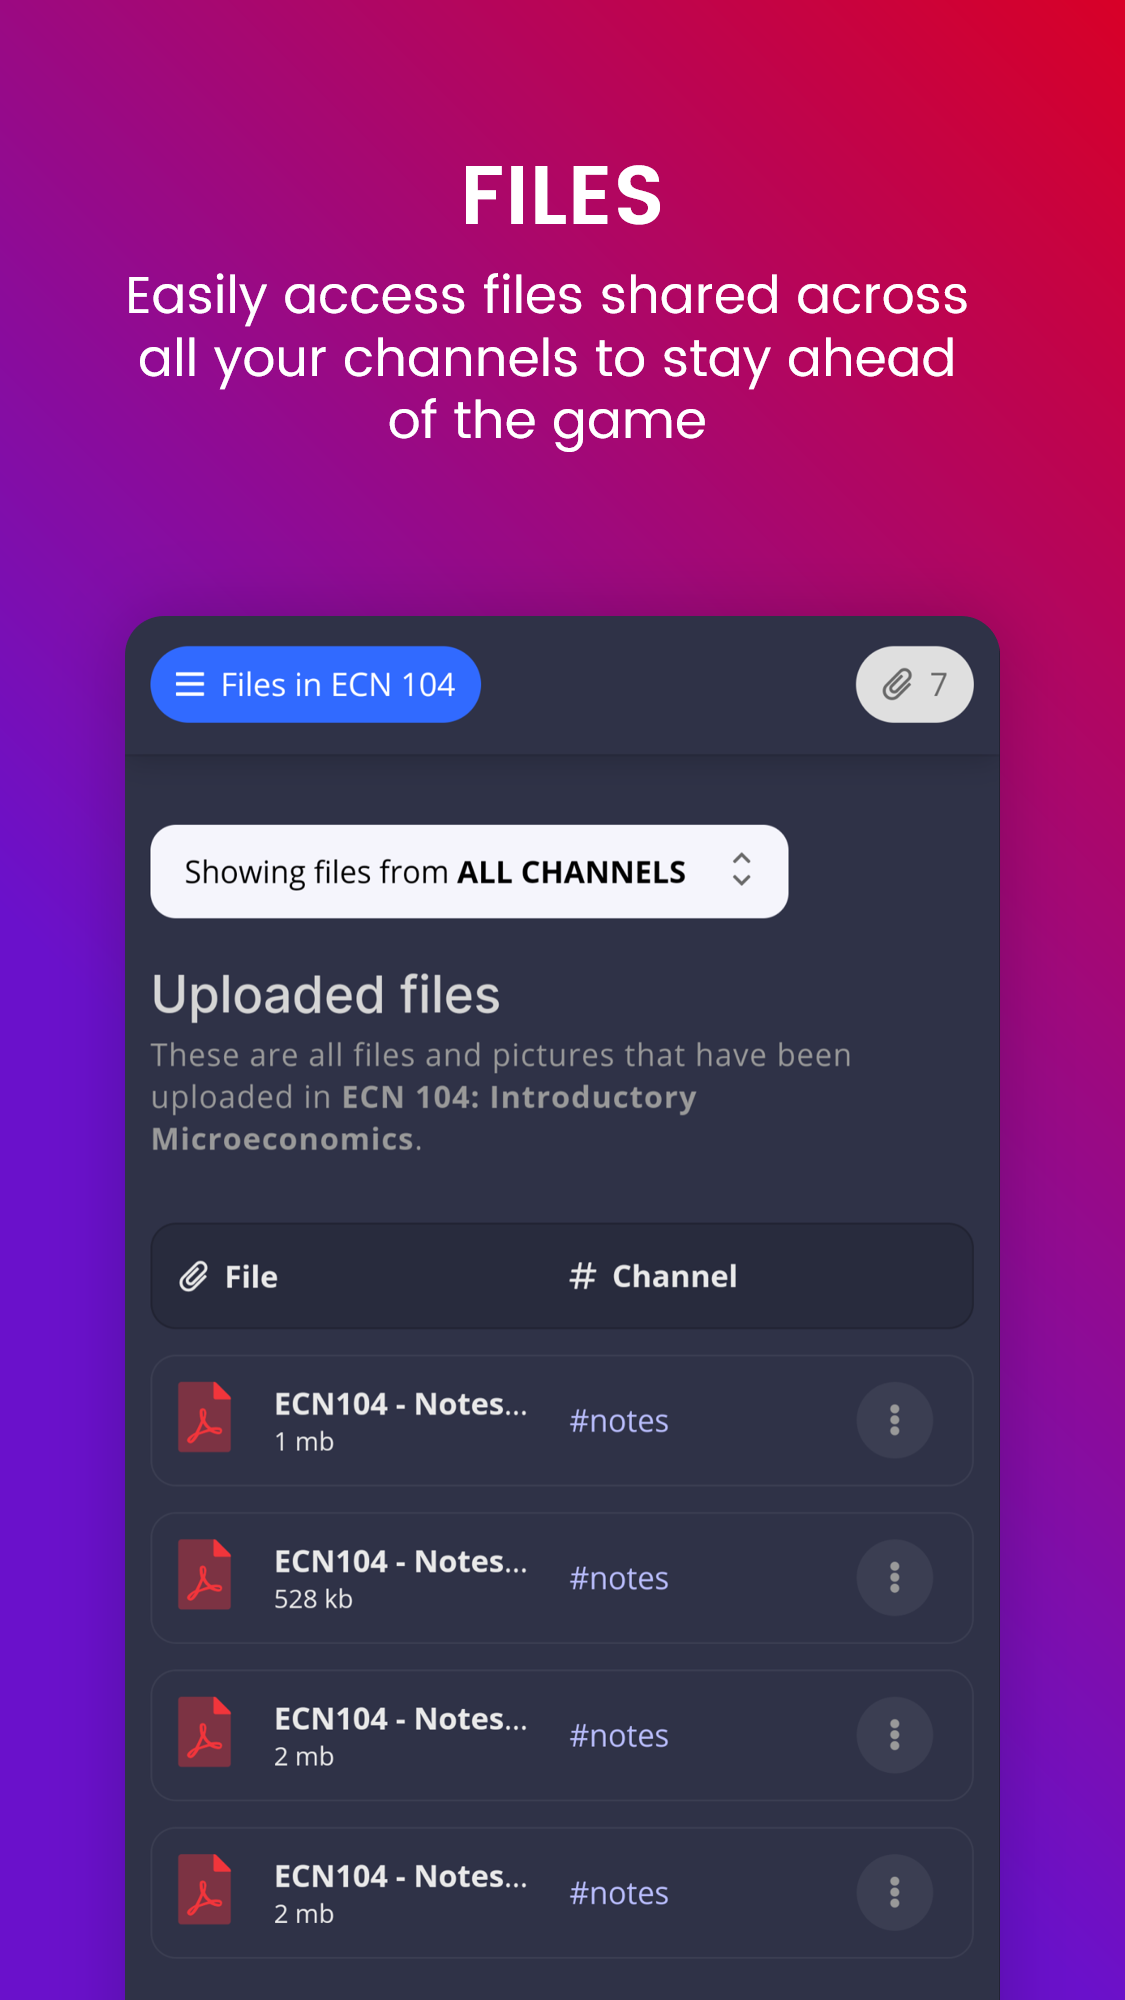 FILES
Easily access files shared across
all your channels to stay ahead
of the game
Files in ECN 104
7
Showing files from ALL CHANNELS
Uploaded files
These are all files and pictures that have been
uploaded in ECN 104: Introductory
Microeconomics.
File
# Channel
ECN104 - Notes...
1 mb
#notes
ECN104 - Notes...
528 kb
#notes
ECN104 - Notes...
2 mb
#notes
ECN104 - Notes...
2 mb
#notes